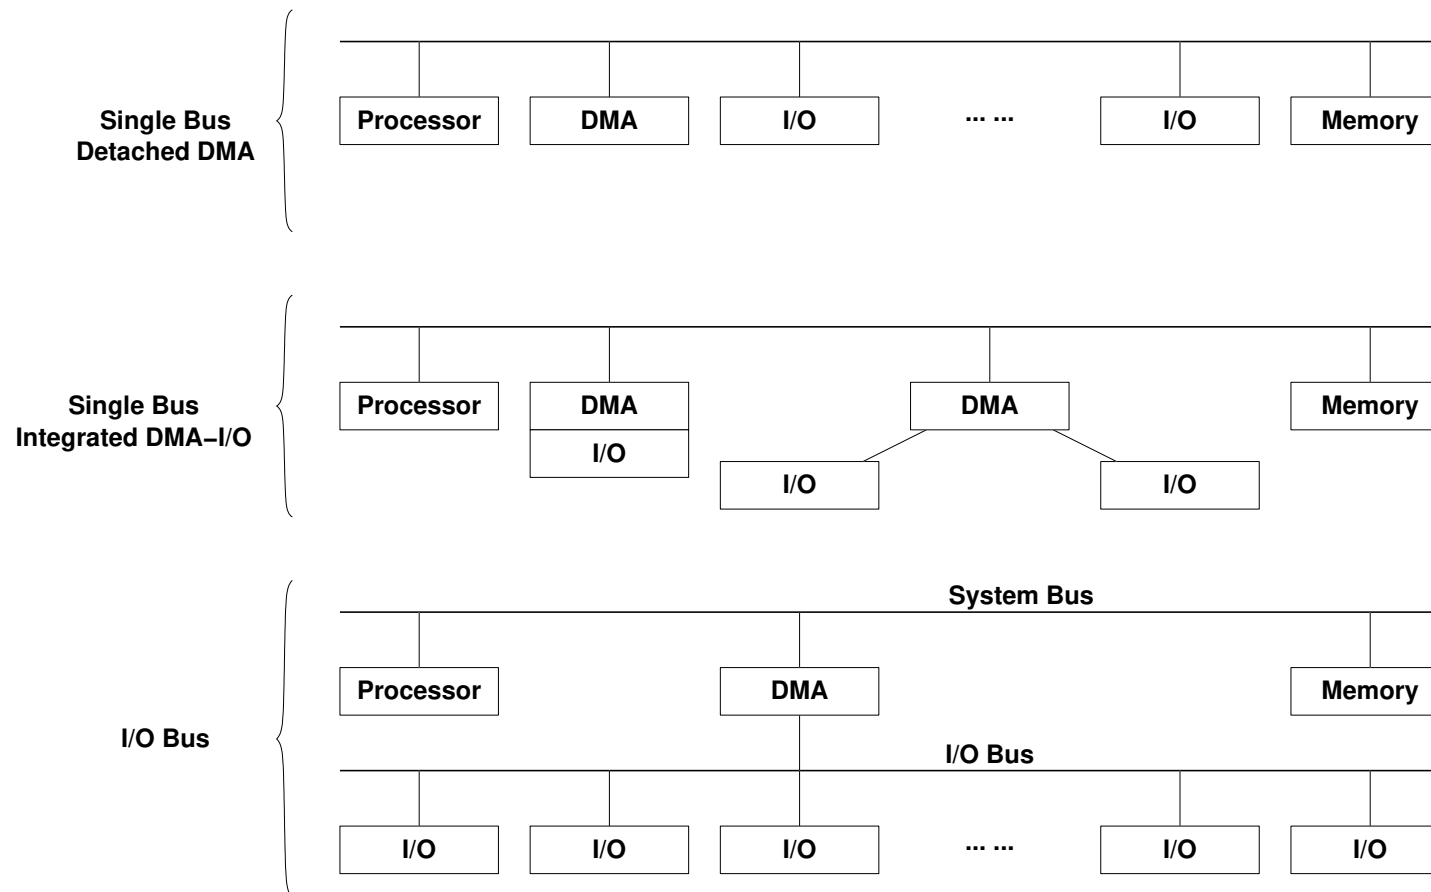 Single Bus
Detached DMA
Processor
DMA
I/O
... ...
I/O
Memory
Single Bus
Integrated DMA–I/O
Processor
DMA
I/O
DMA
I/O
I/O
Memory
I/O Bus
System Bus
Processor
DMA
Memory
I/O Bus
I/O
I/O
I/O
... ...
I/O
I/O